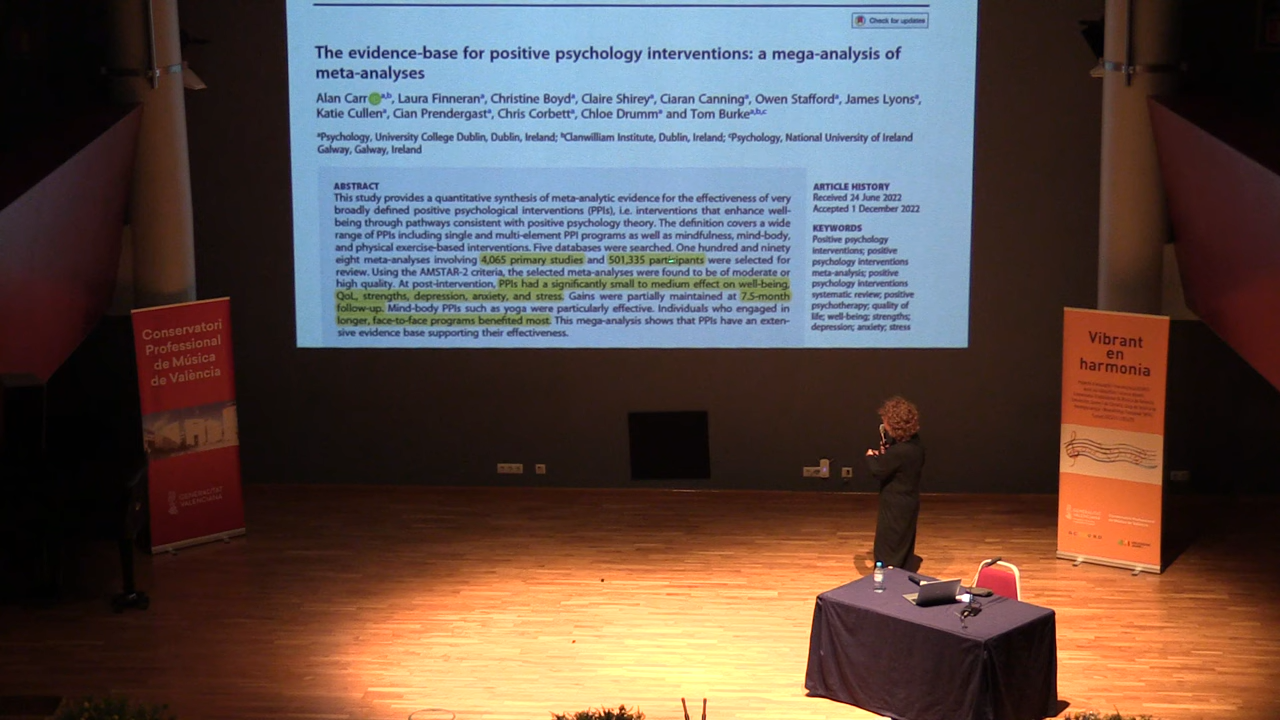 Check for updates
The evidence-base for positive psychology interventions: a mega-analysis of
meta-analyses
Alan Carr a,b, Laura Finneran a, Christine Boyd a, Claire Shirey a, Ciaran Canning a, Owen Stafford a, James Lyons a,
Katie Cullen a, Cian Prendergast a, Chris Corbett a, Chloe Drumm a and Tom Burke a,b,c
a Psychology, University College Dublin, Dublin, Ireland; b Clanwilliam Institute, Dublin, Ireland; c Psychology, National University of Ireland
Galway, Galway, Ireland
ABSTRACT
This study provides a quantitative synthesis of meta-analytic evidence for the effectiveness of very
broadly defined positive psychological interventions (PPIs), i.e. interventions that enhance well-
being through pathways consistent with positive psychology theory. The definition covers a wide
range of PPIs including single and multi-element PPI programs as well as mindfulness, mind-body,
and physical exercise-based interventions. Five databases were searched. One hundred and ninety
eight meta-analyses involving 4,065 primary studies and 501,335 participants were selected for
review. Using the AMSTAR-2 criteria, the selected meta-analyses were found to be of moderate or
high quality. At post-intervention, PPIs had a significantly small to medium effect on well-being,
QoL, strengths, depression, anxiety, and stress. Gains were partially maintained at 7.5-month
follow-up. Mind-body PPIs such as yoga were particularly effective. Individuals who engaged in
longer, face-to-face programs benefited most. This mega-analysis shows that PPIs have an exten-
sive evidence base supporting their effectiveness.
ARTICLE HISTORY
Received 24 June 2022
Accepted 1 December 2022
KEYWORDS
Positive psychology
interventions; positive
psychology interventions
meta-analysis; positive
psychology interventions
systematic review; positive
psychotherapy; quality of
life; well-being; strengths;
depression; anxiety; stress
Conservatori
Professional
de Música
de València
GENERALITAT
VALENCIANA
Vibrant
en
harmonia